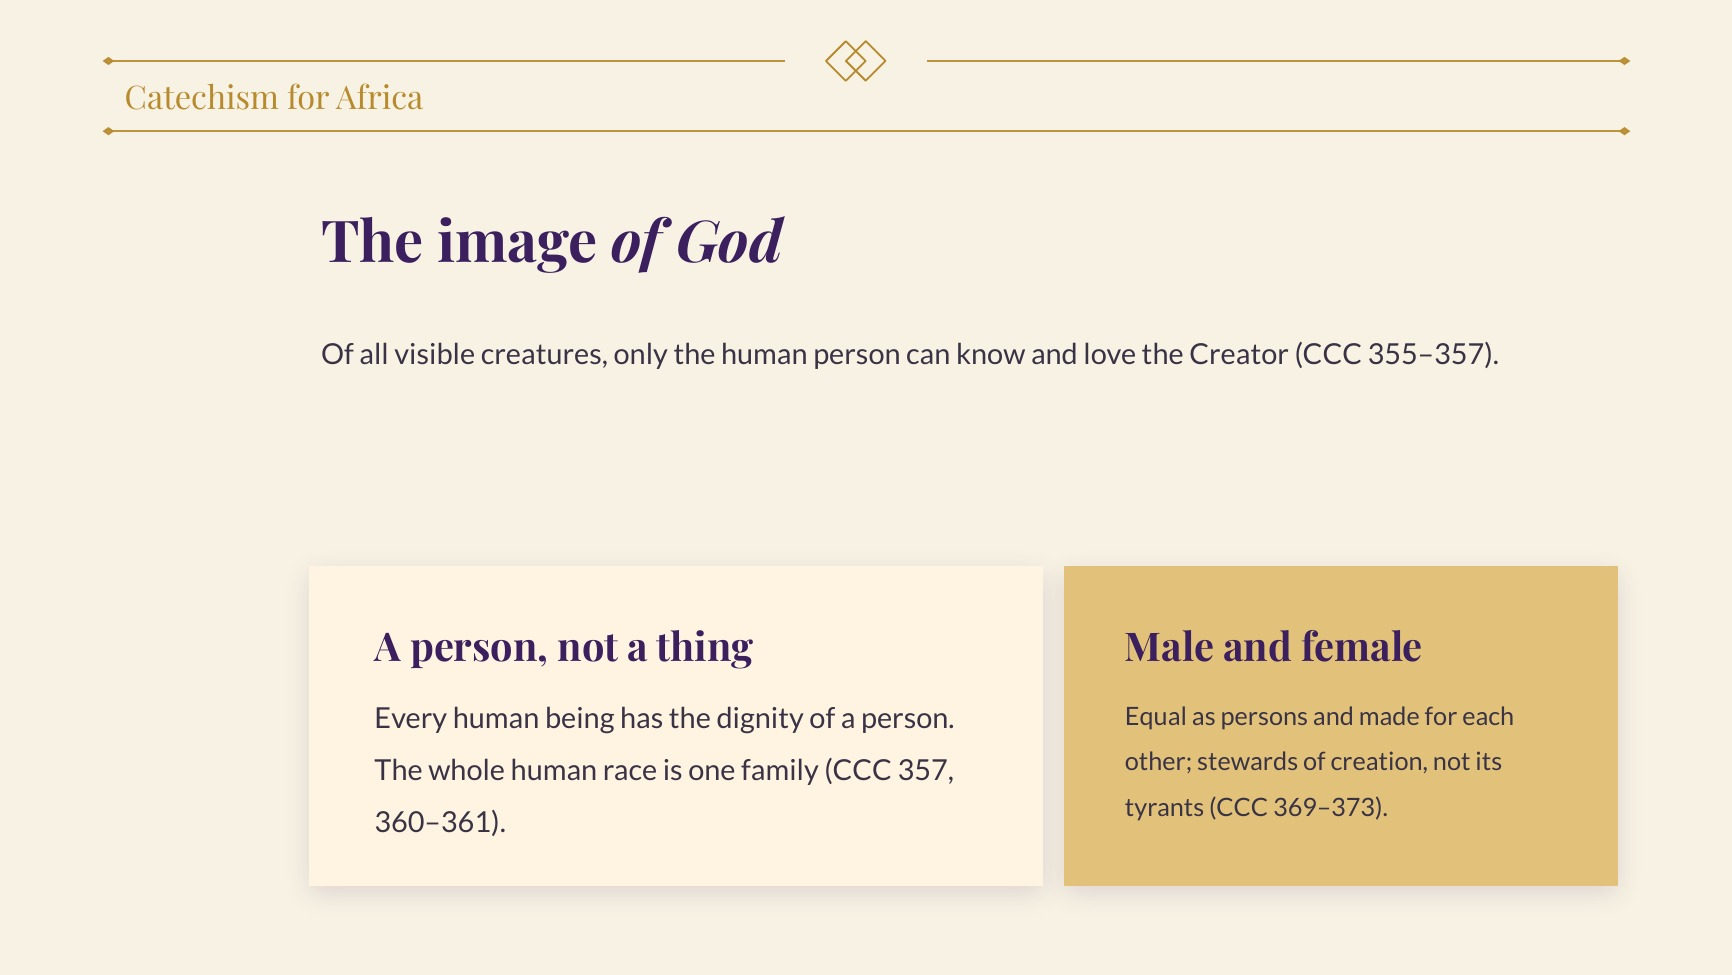 Catechism for Africa
The image of God
Of all visible creatures, only the human person can know and love the Creator (CCC 355–357).
A person, not a thing
Every human being has the dignity of a person.
The whole human race is one family (CCC 357,
360–361).
Male and female
Equal as persons and made for each
other; stewards of creation, not its
tyrants (CCC 369–373).